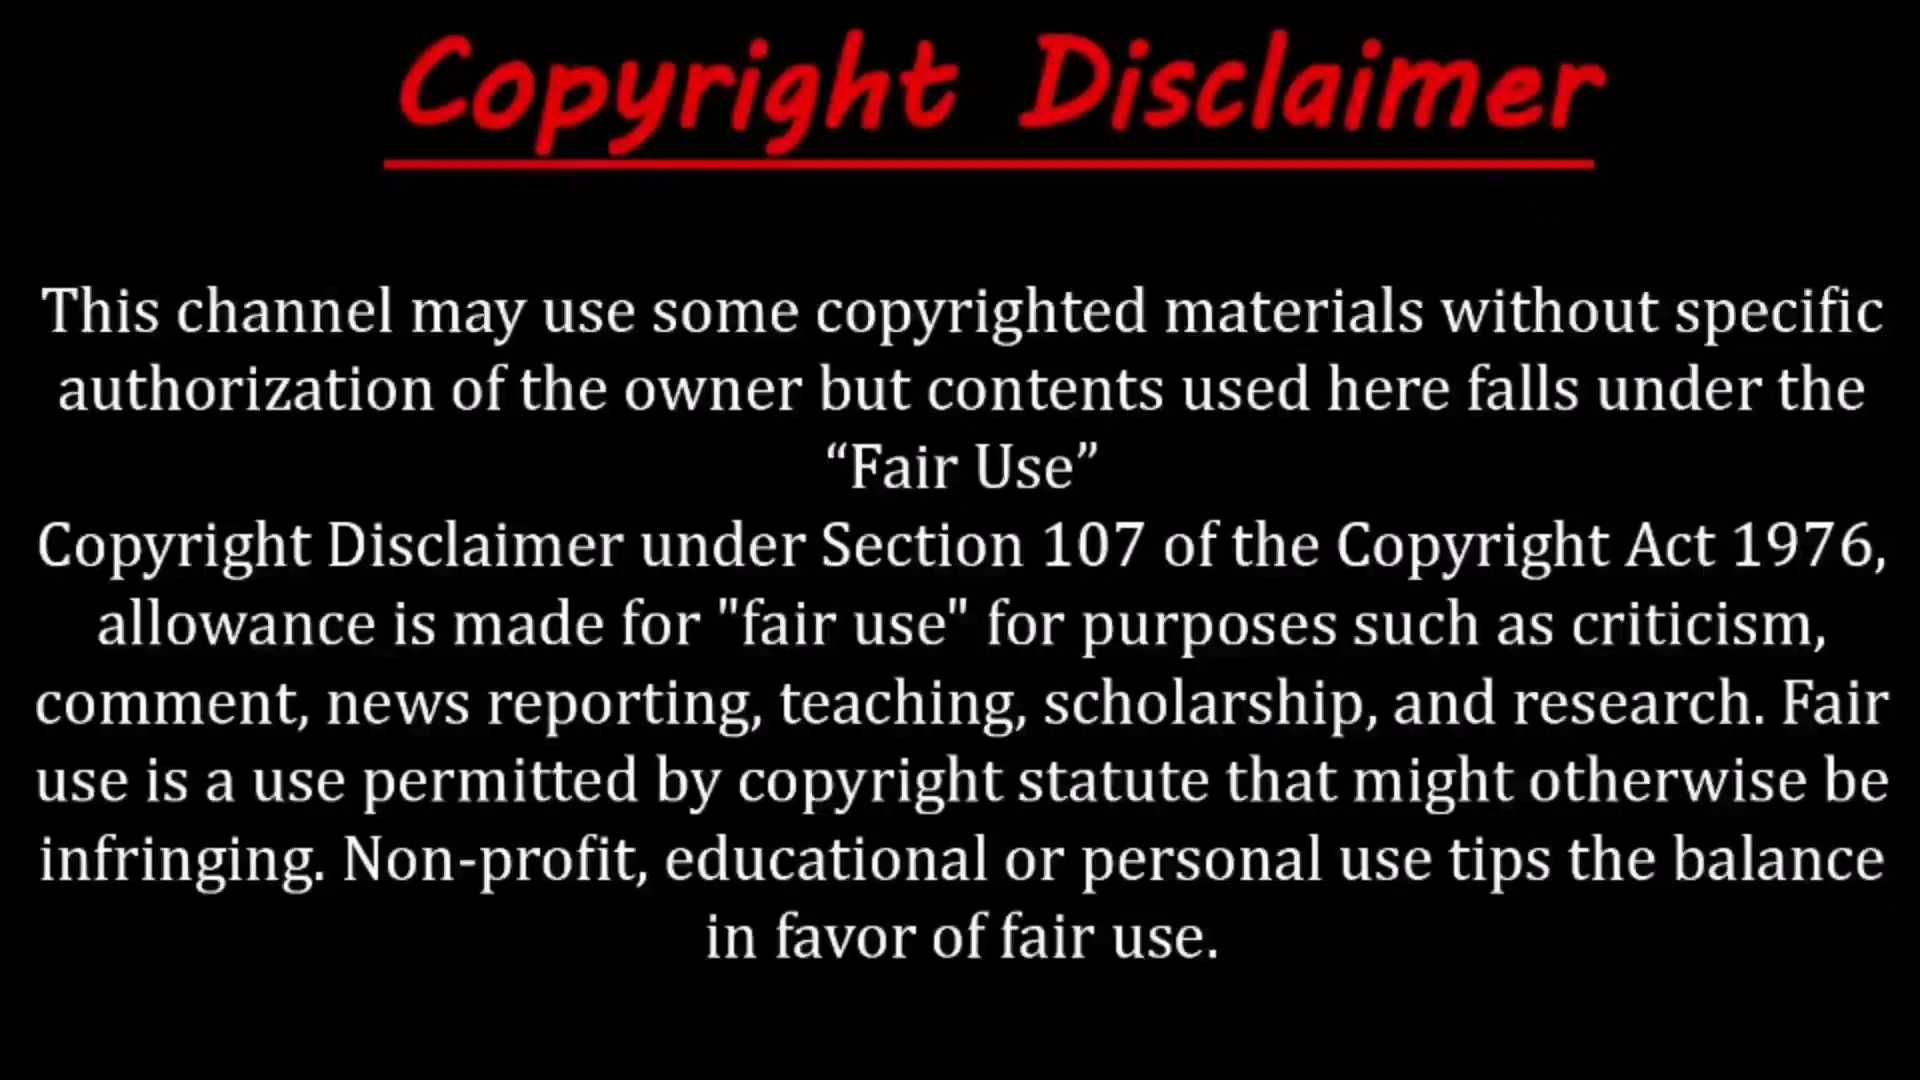 Copyright Disclaimer
This channel may use some copyrighted materials without specific
authorization of the owner but contents used here falls under the
“Fair Use”
Copyright Disclaimer under Section 107 of the Copyright Act 1976,
allowance is made for "fair use" for purposes such as criticism,
comment, news reporting, teaching, scholarship, and research. Fair
use is a use permitted by copyright statute that might otherwise be
infringing. Non-profit, educational or personal use tips the balance
in favor of fair use.